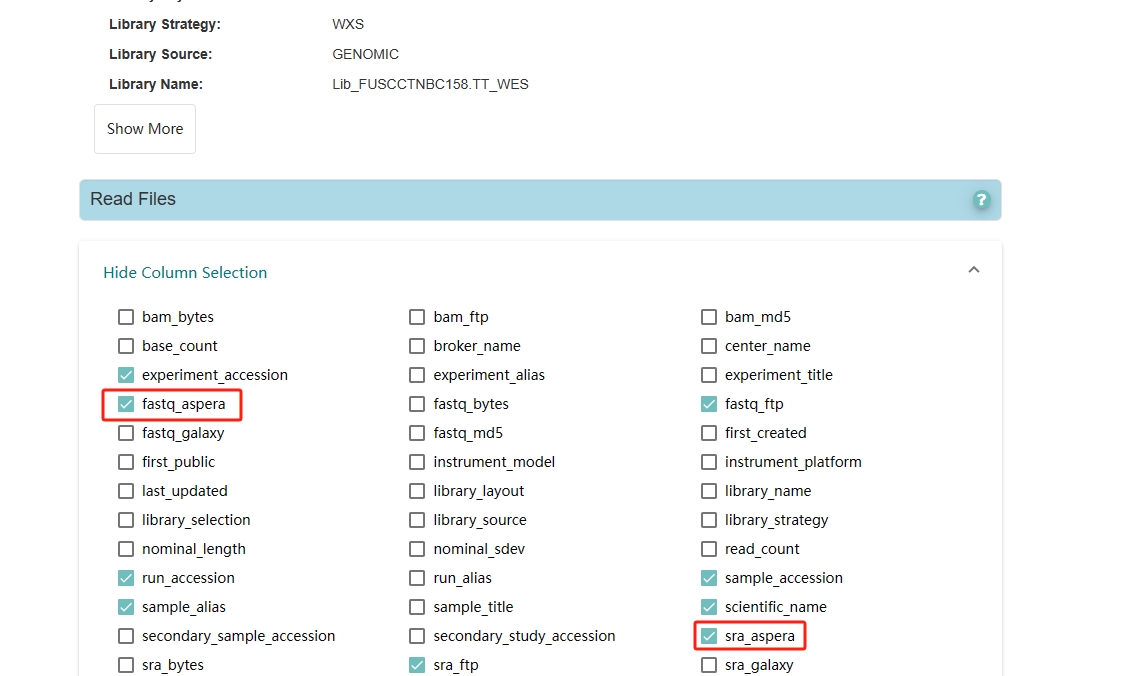 Library Strategy: WXS
Library Source: GENOMIC
Library Name: Lib_FUSCCTNBC158.TT_WES
Show More
Read Files ?
Hide Column Selection
bam_bytes bam_ftp bam_md5
base_count broker_name center_name
experiment_accession experiment_alias experiment_title
fastq_aspera fastq_bytes fastq_ftp
fastq_galaxy fastq_md5 first_created
first_public instrument_model instrument_platform
last_updated library_layout library_name
library_selection library_source library_strategy
nominal_length nominal_sdev read_count
run_accession run_alias sample_accession
sample_alias sample_title scientific_name
secondary_sample_accession secondary_study_accession sra_aspera
sra_bytes sra_ftp sra_galaxy